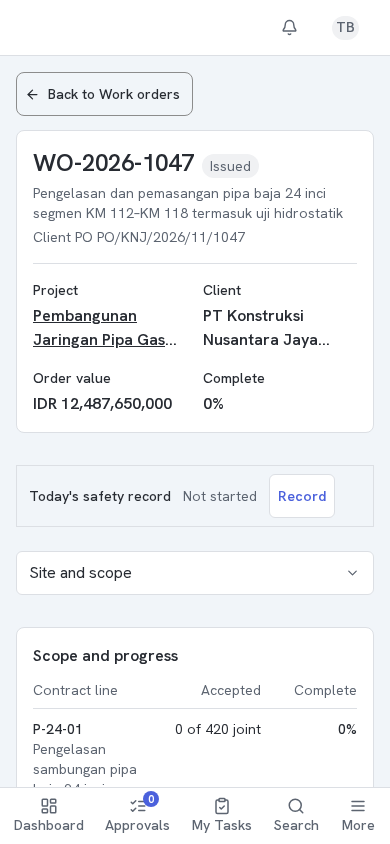 TB
Back to Work orders
WO-2026-1047 Issued
Pengelasan dan pemasangan pipa baja 24 inci
segmen KM 112–KM 118 termasuk uji hidrostatik
Client PO PO/KNJ/2026/11/1047
Project
Pembangunan
Jaringan Pipa Gas...
Client
PT Konstruksi
Nusantara Jaya...
Order value
IDR 12,487,650,000
Complete
0%
Today's safety record Not started Record
Site and scope
Scope and progress
Contract line Accepted Complete
P-24-01 0 of 420 joint 0%
Pengelasan
sambungan pipa
baja 24 inci
0
Dashboard Approvals My Tasks Search More